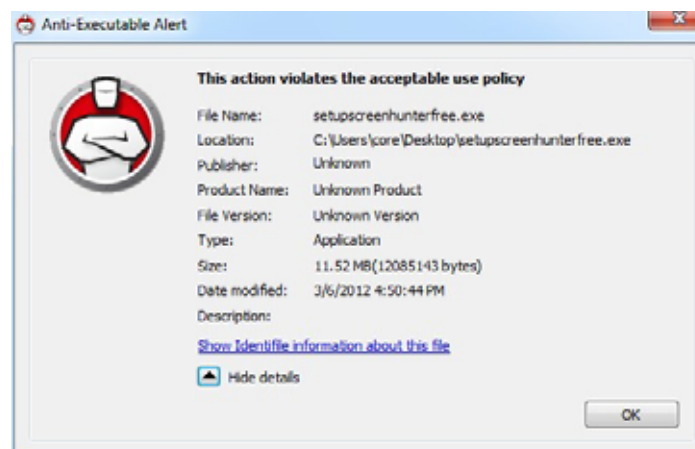 Anti-Executable Alert
This action violates the acceptable use policy
File Name: setupscreenhunterfree.exe
Location: C:\Users\core\Desktop\setupscreenhunterfree.exe
Publisher: Unknown
Product Name: Unknown Product
File Version: Unknown Version
Type: Application
Size: 11.52 MB(12085143 bytes)
Date modified: 3/6/2012 4:50:44 PM
Description:
Show Identifile information about this file
Hide details
OK